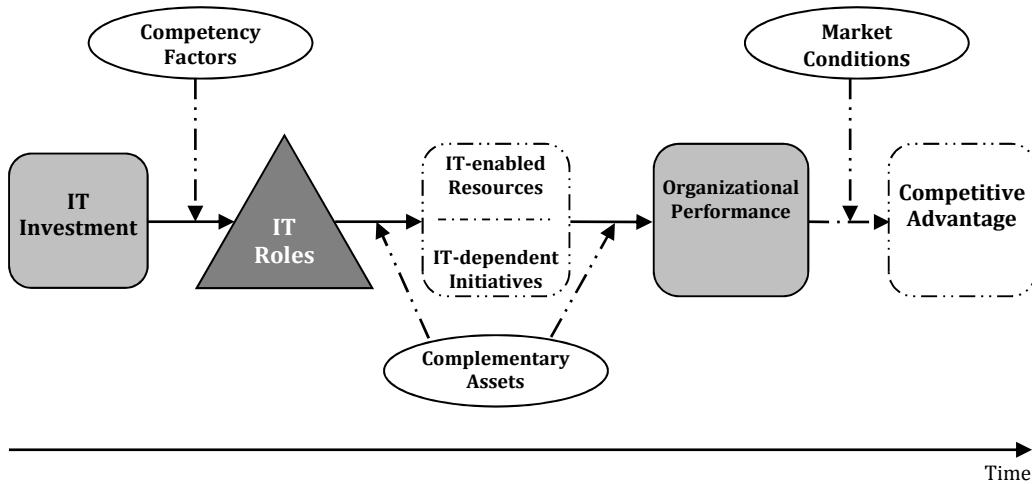 Competency
Factors
Market
Conditions
IT
Investment
IT
Roles
IT-enabled
Resources
IT-dependent
Initiatives
Organizational
Performance
Competitive
Advantage
Complementary
Assets
Time